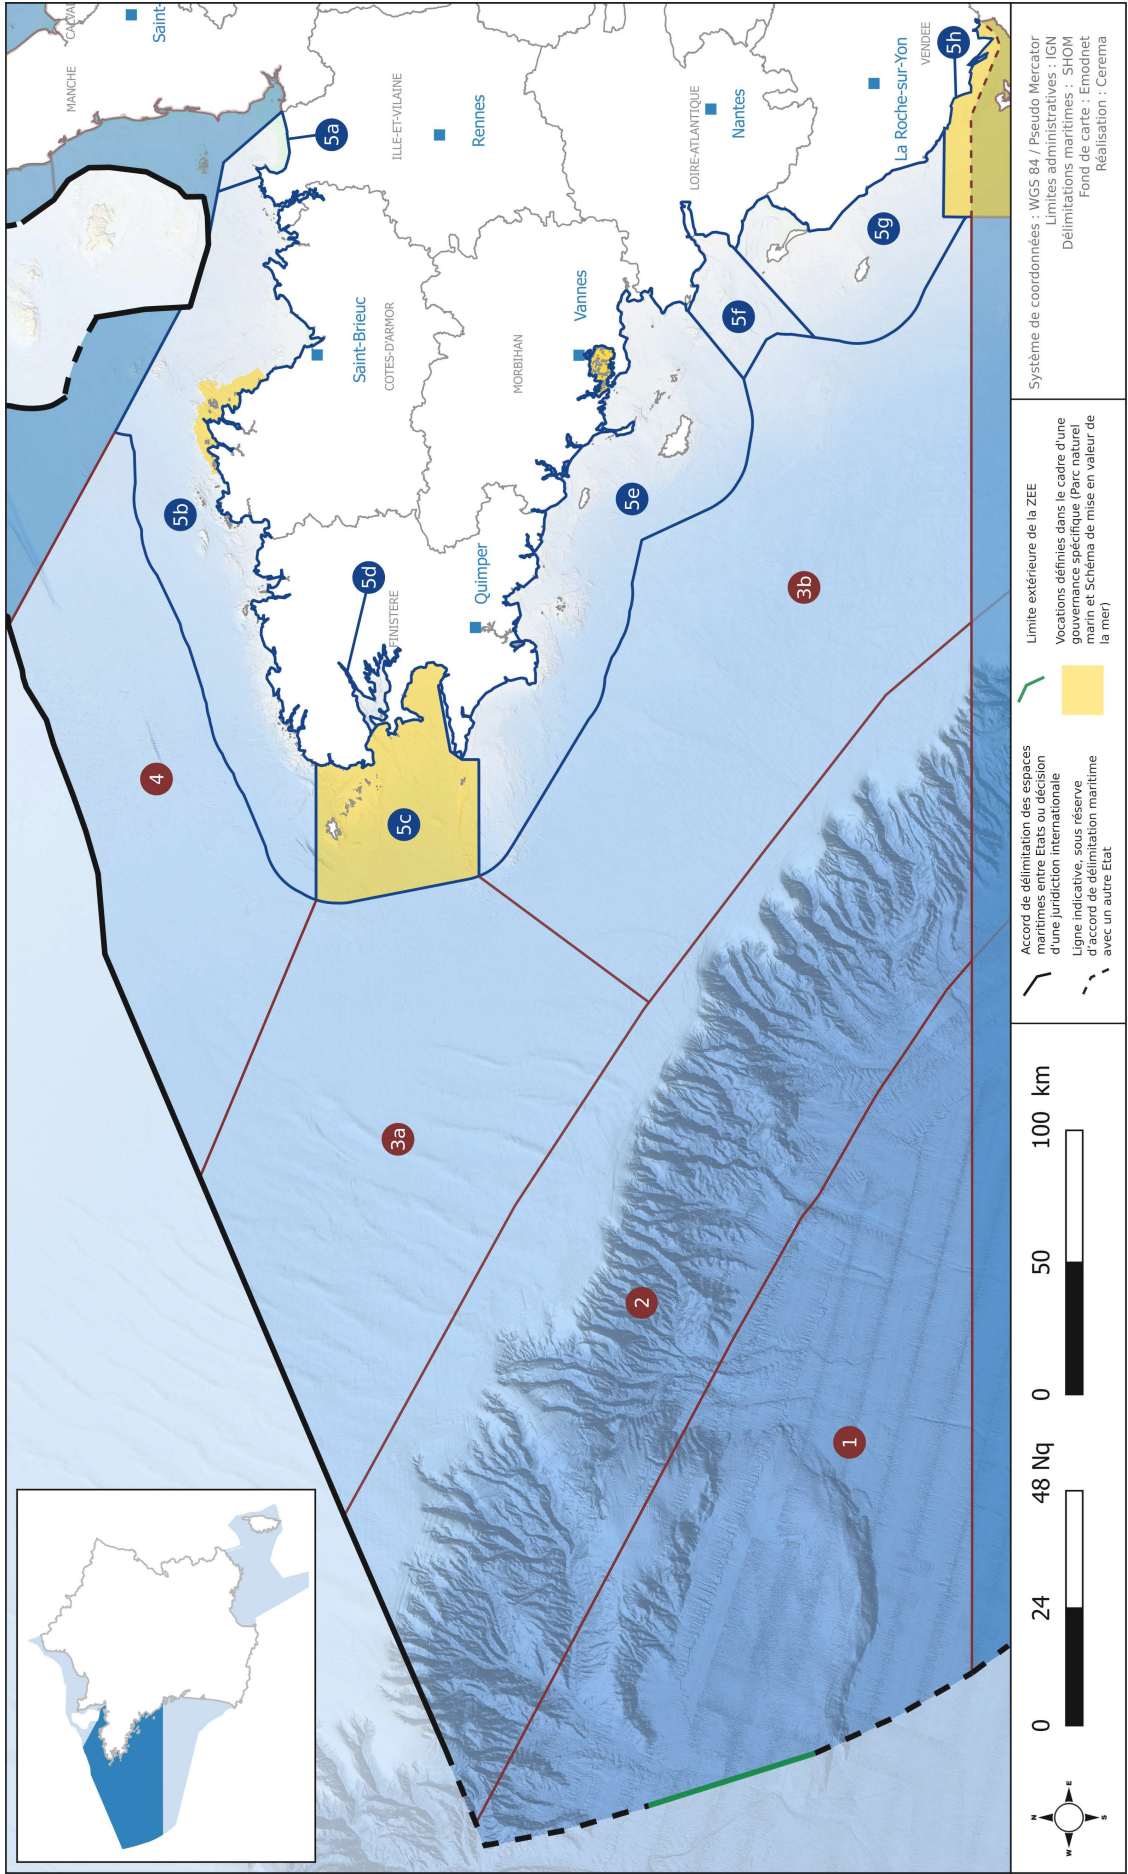 MANCHE
CALVAI
Saint-
5a
ILLE-ET-VILAINE
Rennes
LOIRE-ATLANTIQUE
Nantes
La Roche-sur-Yon
VENDEE
5h
5b
Saint-Brieuc
COTES-D'ARMOR
MORBIHAN
Vannes
5f
5g
5d
FINISTERE
Quimper
5e
4
5c
3b
3a
2
1
N
W
E
S
0
24
48 Nq
0
50
100 km
Accord de délimitation des espaces
maritimes entre Etats ou décision
d'une juridiction internationale
Ligne indicative, sous réserve
d'accord de délimitation maritime
avec un autre Etat
Limite extérieure de la ZEE
Vocations définies dans le cadre d'une
gouvernance spécifique (Parc naturel
marin et Schéma de mise en valeur de
la mer)
Système de coordonnées : WGS 84 / Pseudo Mercator
Limites administratives : IGN
Délimitations maritimes : SHOM
Fond de carte : Emodnet
Réalisation : Cerema